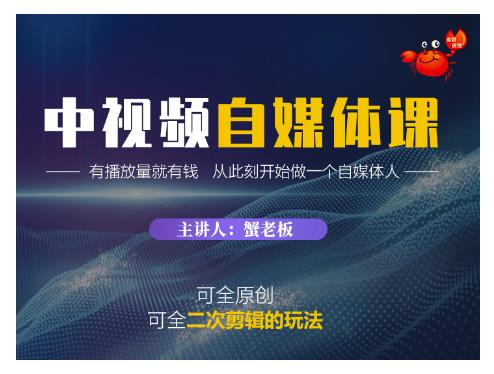 中视频自媒体课
有播放量就有钱 从此刻开始做一个自媒体人
主讲人：蟹老板
可全原创
可全二次剪辑的玩法